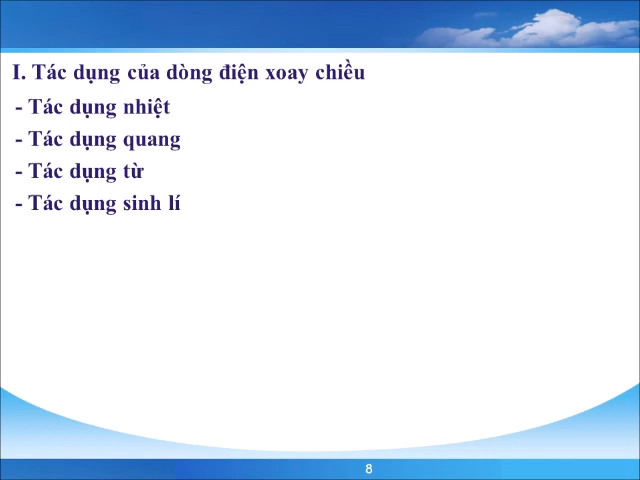 I. Tác dụng của dòng điện xoay chiều
- Tác dụng nhiệt
- Tác dụng quang
- Tác dụng từ
- Tác dụng sinh lí
8